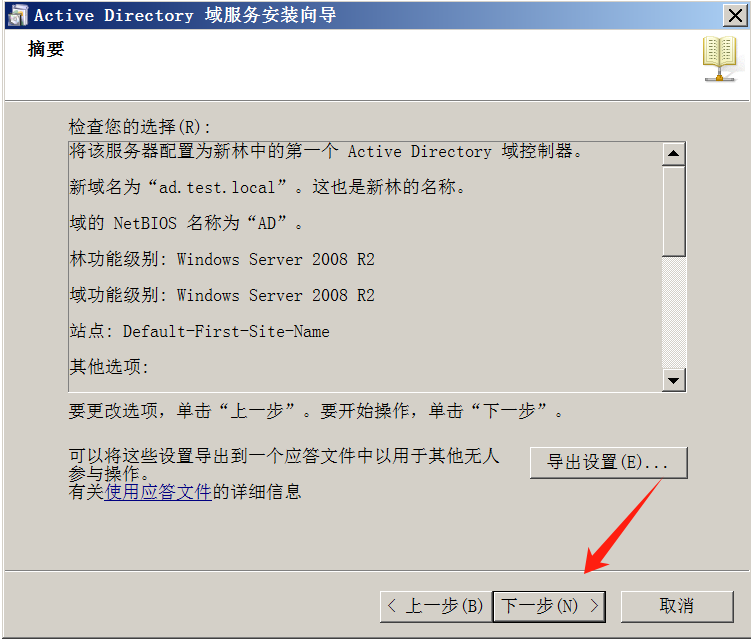 Active Directory 域服务安装向导
摘要
检查您的选择(R):
将该服务器配置为新林中的第一个 Active Directory 域控制器。
新域名为“ad.test.local”。这也是新林的名称。
域的 NetBIOS 名称为“AD”。
林功能级别: Windows Server 2008 R2
域功能级别: Windows Server 2008 R2
站点: Default-First-Site-Name
其他选项:
要更改选项，单击“上一步”。要开始操作，单击“下一步”。
可以将这些设置导出到一个应答文件中以用于其他无人
参与操作。
有关使用应答文件的详细信息
导出设置(E)...
< 上一步(B)
下一步(N) >
取消